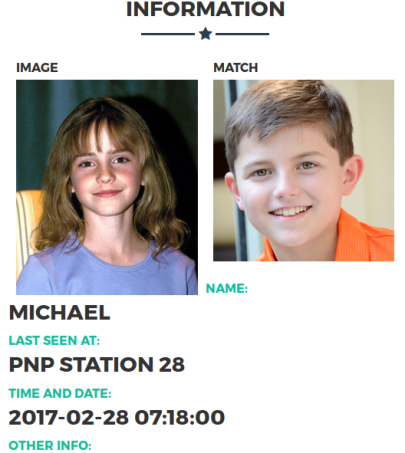 INFORMATION
IMAGE
MATCH
NAME:
MICHAEL
LAST SEEN AT:
PNP STATION 28
TIME AND DATE:
2017-02-28 07:18:00
OTHER INFO: